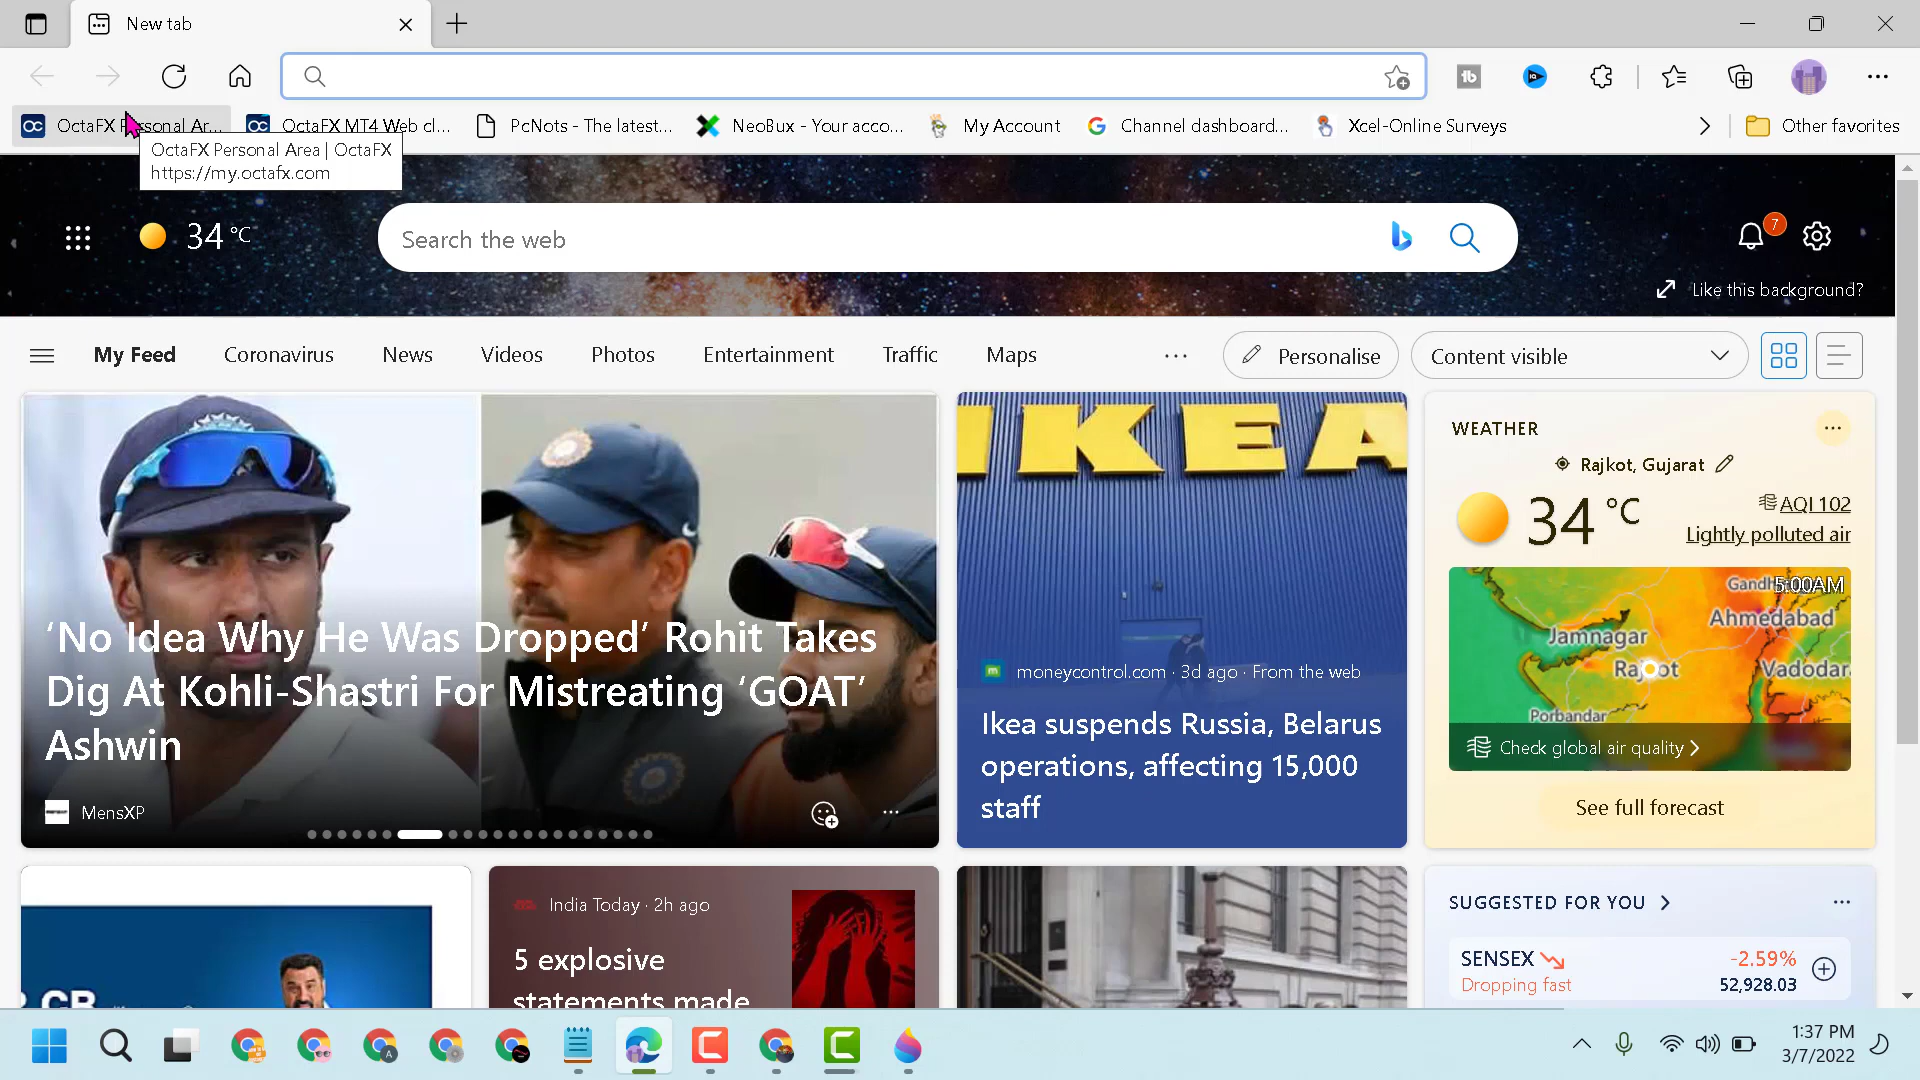 New tab
OctaFX Personal Ar...
OctaFX MT4 Web cl...
PcNots - The latest...
NeoBux - Your acco...
My Account
Channel dashboard...
Xcel-Online Surveys
Other favorites
OctaFX Personal Area | OctaFX
https://my.octafx.com
34 °C
Search the web
7
Like this background?
My Feed
Coronavirus
News
Videos
Photos
Entertainment
Traffic
Maps
Personalise
Content visible
IKEA
‘No Idea Why He Was Dropped’ Rohit Takes
Dig At Kohli-Shastri For Mistreating ‘GOAT’
Ashwin
MensXP
moneycontrol.com · 3d ago · From the web
Ikea suspends Russia, Belarus
operations, affecting 15,000
staff
WEATHER
Rajkot, Gujarat
34 °C
AQI 102
Lightly polluted air
5:00AM
Ahmedabad
Jamnagar
Rajkot
Vadodar
Porbandar
Check global air quality
See full forecast
India Today · 2h ago
5 explosive
statements made
SUGGESTED FOR YOU
SENSEX
-2.59%
Dropping fast
52,928.03
1:37 PM
3/7/2022